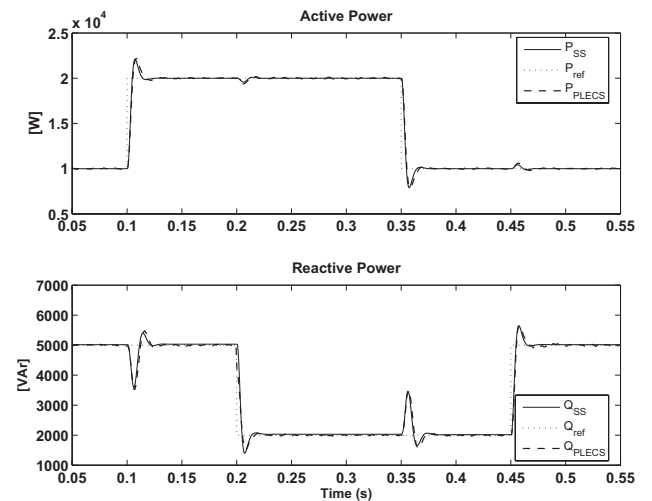 Active Power
x 10⁴
2.5
2
1.5
1
0.5
[W]
P_SS
P_ref
P_PLECS
0.05 0.1 0.15 0.2 0.25 0.3 0.35 0.4 0.45 0.5 0.55
Reactive Power
7000
6000
5000
4000
3000
2000
1000
[VAr]
Q_SS
Q_ref
Q_PLECS
0.05 0.1 0.15 0.2 0.25 0.3 0.35 0.4 0.45 0.5 0.55
Time (s)